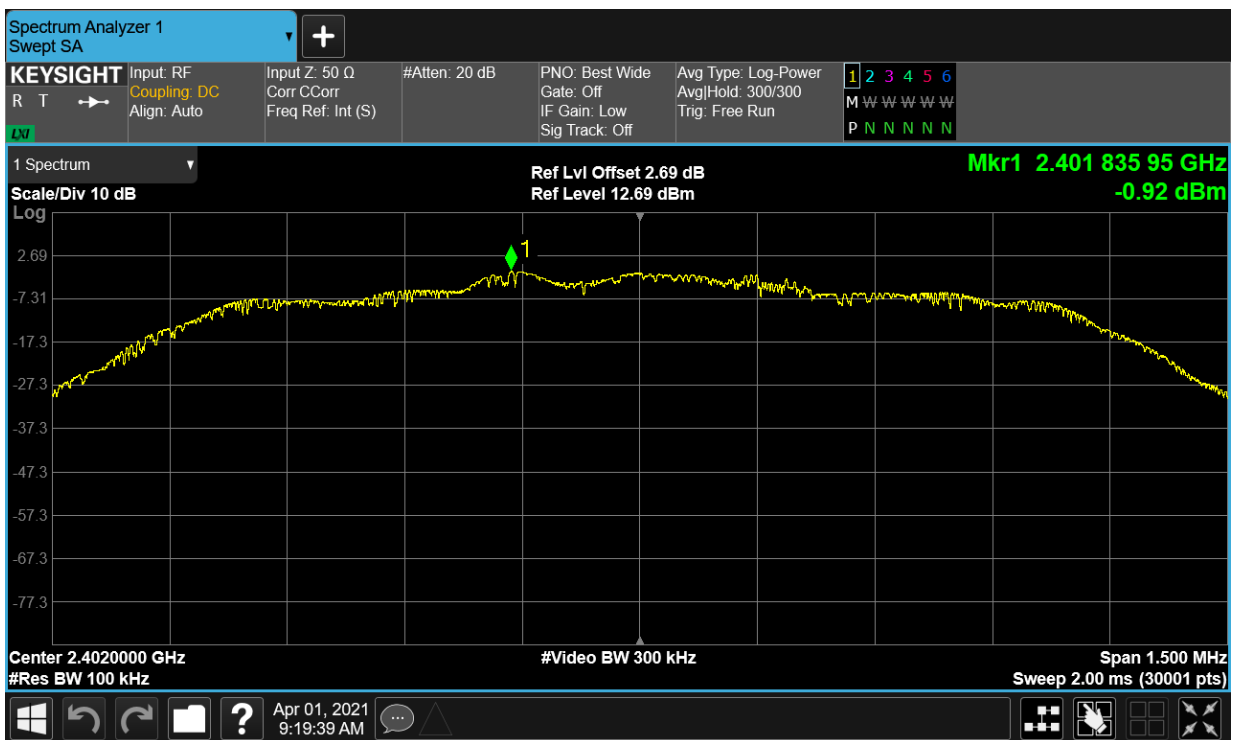 Spectrum Analyzer 1
Swept SA
KEYSIGHT
R T
LXI
Input: RF
Coupling: DC
Align: Auto
Input Z: 50 Ω
Corr CCorr
Freq Ref: Int (S)
#Atten: 20 dB
PNO: Best Wide
Gate: Off
IF Gain: Low
Sig Track: Off
Avg Type: Log-Power
Avg|Hold: 300/300
Trig: Free Run
1 2 3 4 5 6
M W W W W W
P N N N N N
1 Spectrum
Scale/Div 10 dB
Log
Ref Lvl Offset 2.69 dB
Ref Level 12.69 dBm
Mkr1 2.401 835 95 GHz
-0.92 dBm
1
2.69
-7.31
-17.3
-27.3
-37.3
-47.3
-57.3
-67.3
-77.3
Center 2.4020000 GHz
#Res BW 100 kHz
#Video BW 300 kHz
Span 1.500 MHz
Sweep 2.00 ms (30001 pts)
?
Apr 01, 2021
9:19:39 AM